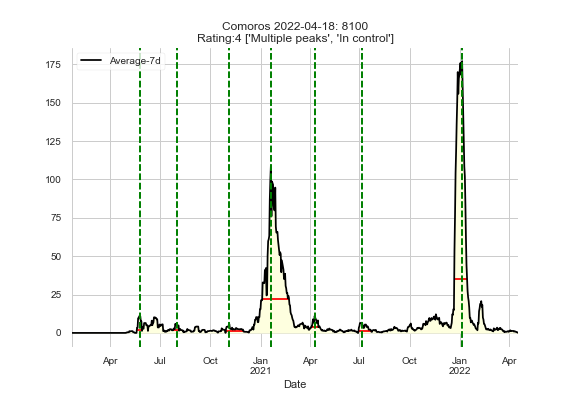 Comoros 2022-04-18: 8100
Rating:4 ['Multiple peaks', 'In control']
Average-7d
175
150
125
100
75
50
25
0
Apr Jul Oct Jan Apr Jul Oct Jan Apr
2021 2022
Date